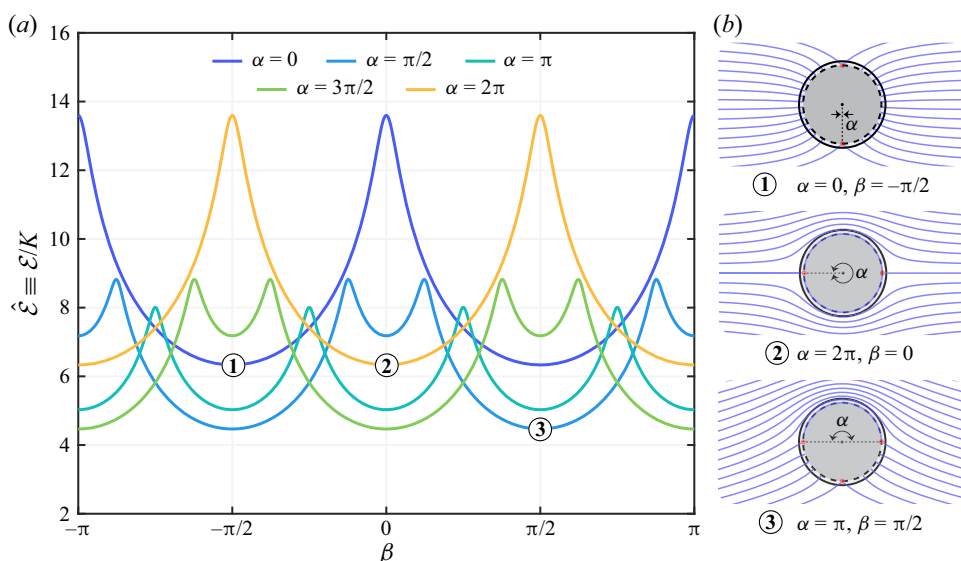 (a)
16
14
12
10
8
6
4
2
Ê ≡ ℰ/K
α = 0
α = π/2
α = π
α = 3π/2
α = 2π
1
2
3
−π
−π/2
0
π/2
π
β
(b)
α
1 α = 0, β = −π/2
α
2 α = 2π, β = 0
α
3 α = π, β = π/2